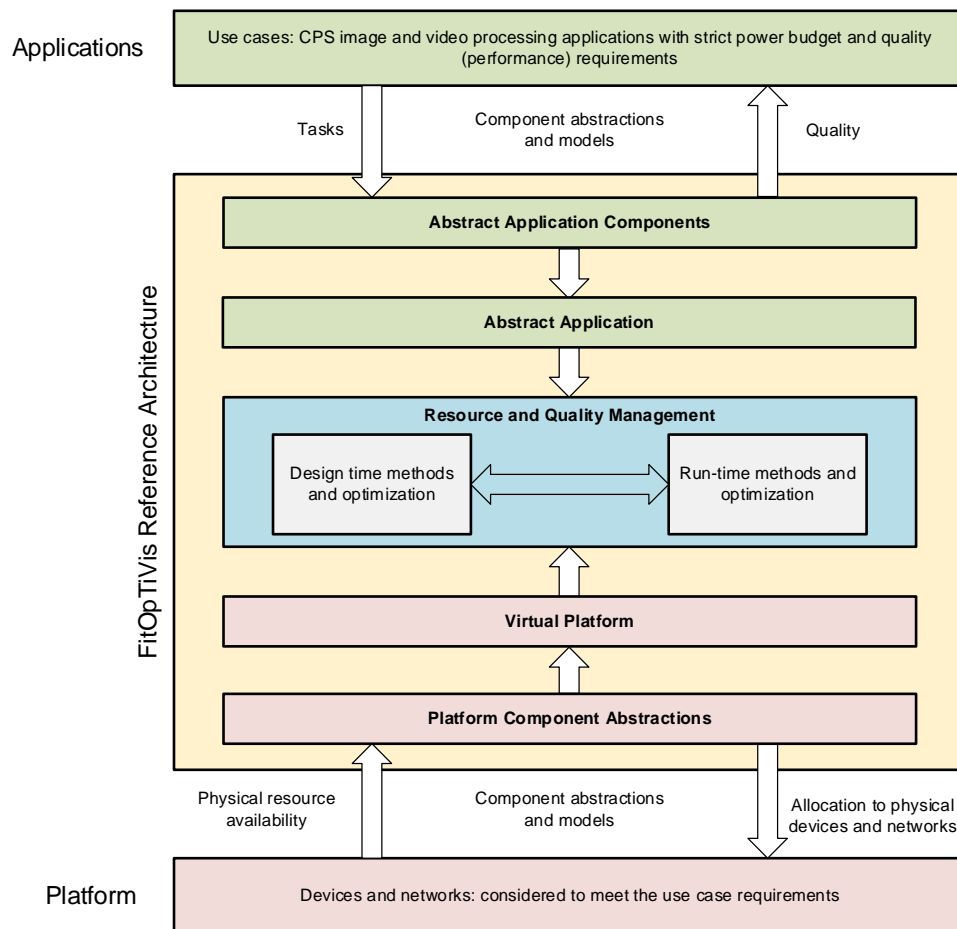 Applications
Use cases: CPS image and video processing applications with strict power budget and quality
(performance) requirements
Tasks
Component abstractions
and models
Quality
FitOpTiVis Reference Architecture
Abstract Application Components
Abstract Application
Resource and Quality Management
Design time methods
and optimization
Run-time methods and
optimization
Virtual Platform
Platform Component Abstractions
Physical resource
availability
Component abstractions
and models
Allocation to physical
devices and networks
Platform
Devices and networks: considered to meet the use case requirements